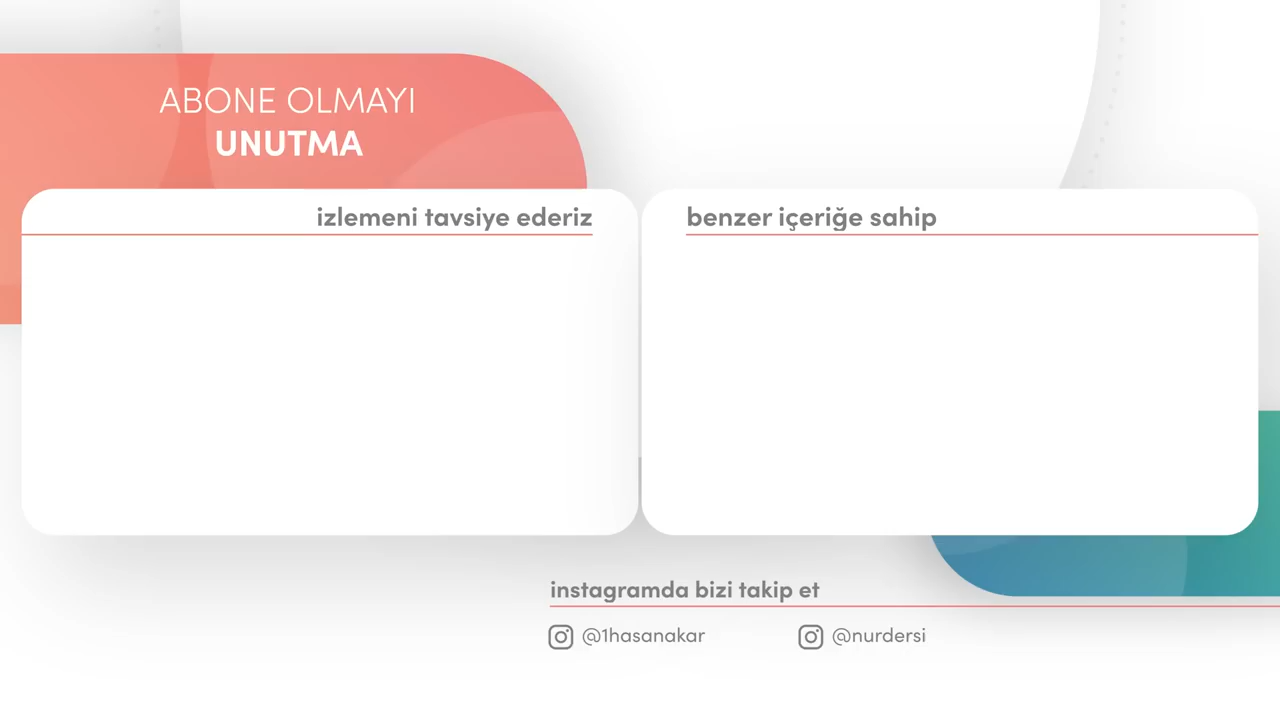 ABONE OLMAYI
UNUTMA
izlemeni tavsiye ederiz
benzer içeriğe sahip
instagramda bizi takip et
@1hasanakar
@nurdersi